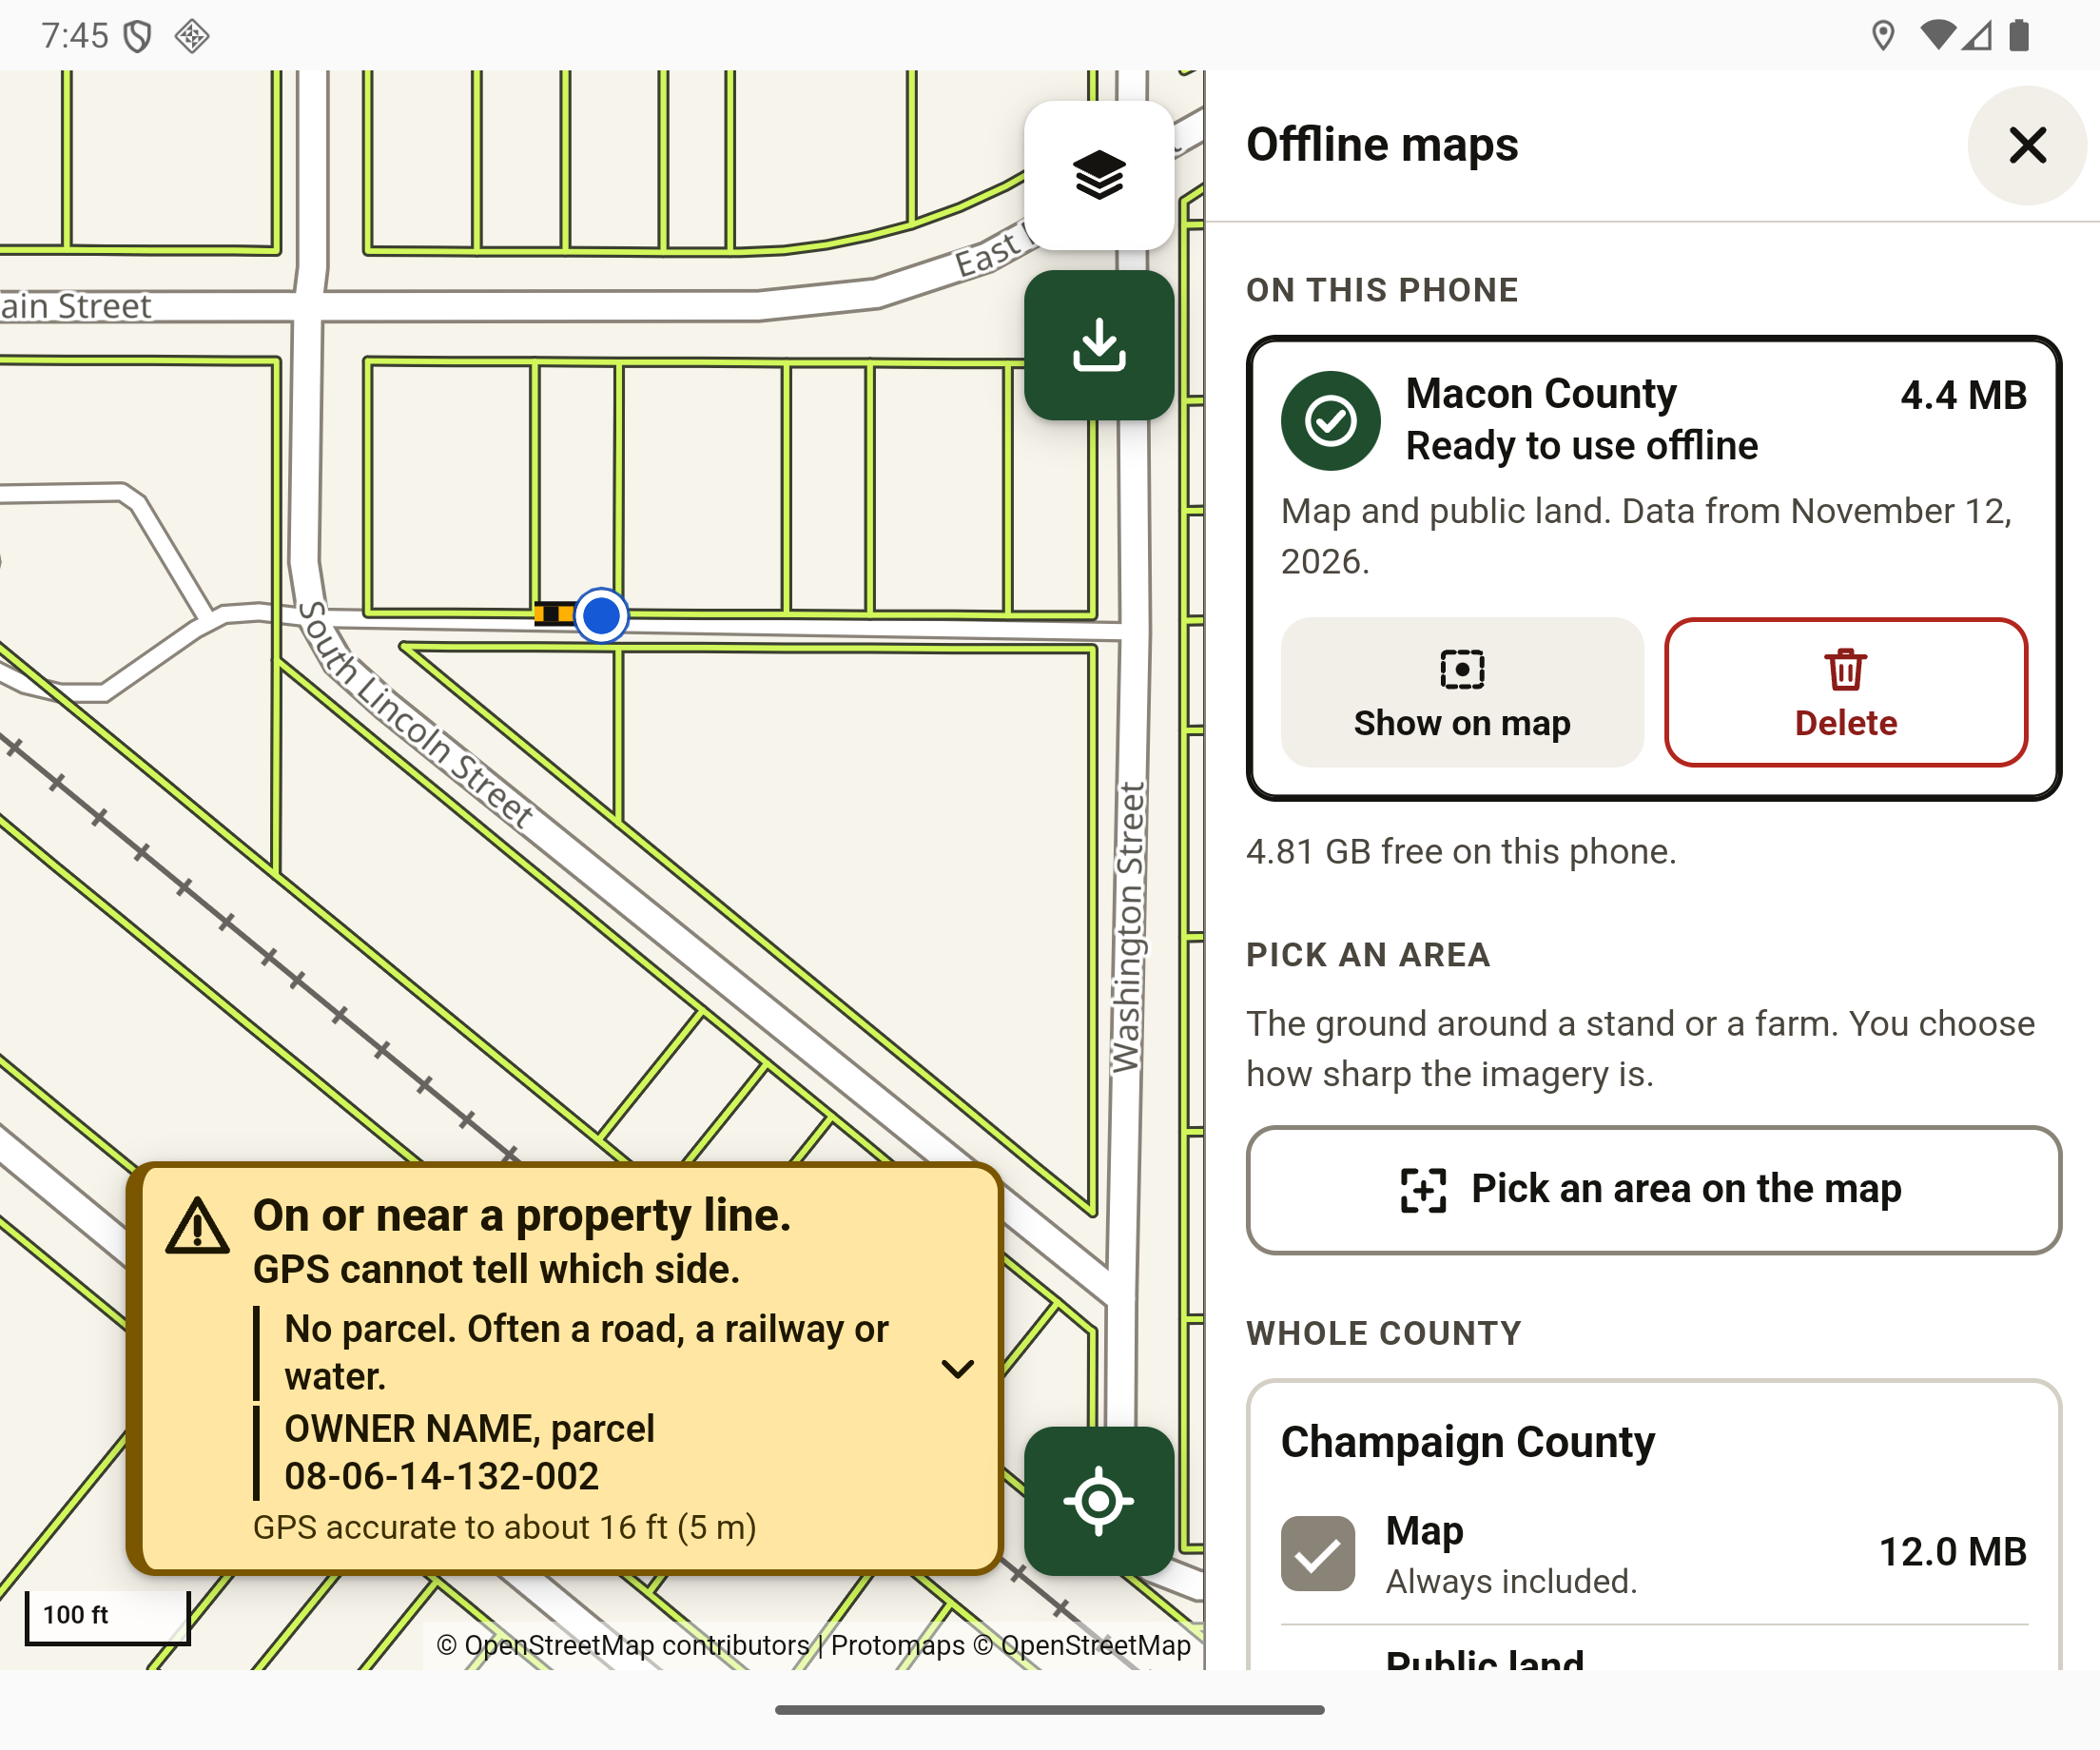 7:45
ain Street
East
South Lincoln Street
Washington Street
On or near a property line.
GPS cannot tell which side.
No parcel. Often a road, a railway or
water.
OWNER NAME, parcel
08-06-14-132-002
GPS accurate to about 16 ft (5 m)
100 ft
© OpenStreetMap contributors | Protomaps © OpenStreetMap
Offline maps
ON THIS PHONE
Macon County
4.4 MB
Ready to use offline
Map and public land. Data from November 12,
2026.
Show on map
Delete
4.81 GB free on this phone.
PICK AN AREA
The ground around a stand or a farm. You choose
how sharp the imagery is.
Pick an area on the map
WHOLE COUNTY
Champaign County
Map
12.0 MB
Always included.
Public land